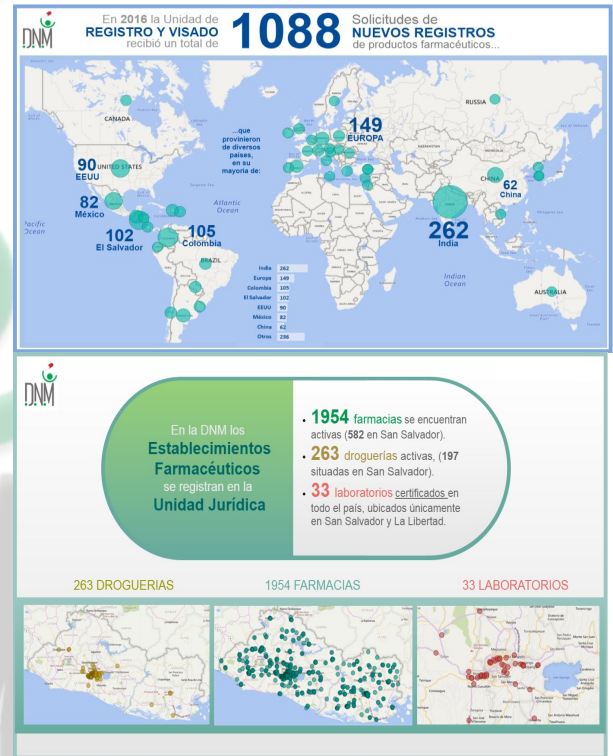 DNM
En 2016 la Unidad de
REGISTRO Y VISADO
recibió un total de
1088
Solicitudes de
NUEVOS REGISTROS
de productos farmacéuticos...
...que
provinieron
de diversos
países,
en su
mayoría de:
CANADA
RUSSIA
149
EUROPA
90
UNITED STATES
EEUU
82
México
102
El Salvador
105
Colombia
BRAZIL
CHINA
62
China
262
India
AUSTRALIA
Atlantic
Ocean
Pacific
Ocean
Indian
Ocean
India 262
Europa 149
Colombia 105
El Salvador 102
EEUU 90
México 82
China 62
Otros 236
DNM
En la DNM los
Establecimientos
Farmacéuticos
se registran en la
Unidad Jurídica
• 1954 farmacias se encuentran
activas (582 en San Salvador).
• 263 droguerías activas, (197
situadas en San Salvador).
• 33 laboratorios certificados en
todo el país, ubicados únicamente
en San Salvador y La Libertad.
263 DROGUERIAS
1954 FARMACIAS
33 LABORATORIOS